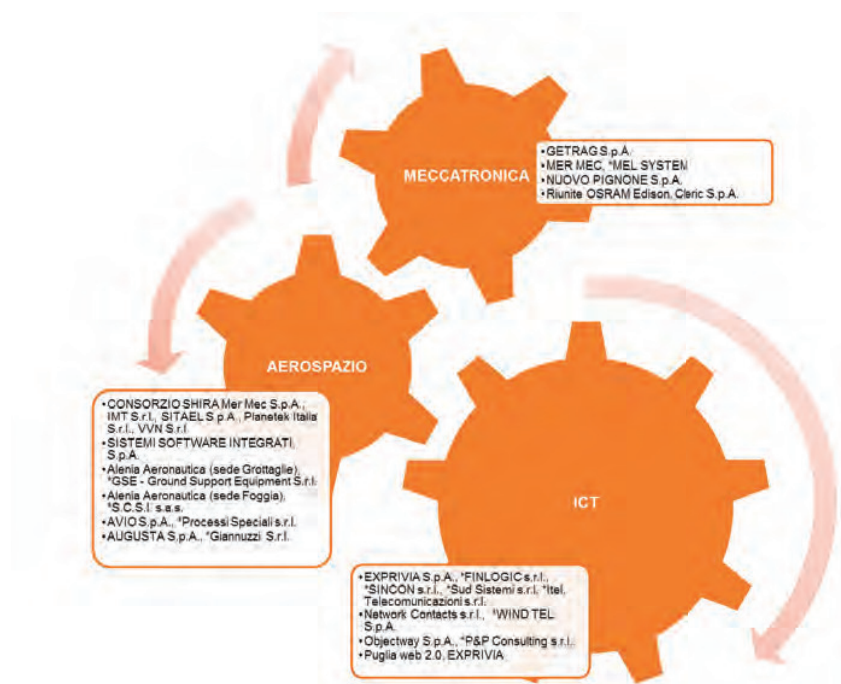 MECCATRONICA
•GETRAG S.p.A.
•MER MEC, *MEL SYSTEM
•NUOVO PIGNONE S.p.A.
•Riunite OSRAM Edison, Cleric S.p.A.
AEROSPAZIO
•CONSORZIO SHIRA Mer Mec S.p.A.,
IMT S.r.l., SITAEL S.p.A., Planetek Italia
S.r.l., VVN S.r.l.
•SISTEMI SOFTWARE INTEGRATI,
S.p.A.
•Alenia Aeronautica (sede Grottaglie),
*GSE - Ground Support Equipment S.r.l.
•Alenia Aeronautica (sede Foggia),
*S.C.S.I. s.a.s.
•AVIO S.p.A., *Processi Speciali s.r.l.
•AUGUSTA S.p.A., *Giannuzzi S.r.l.
ICT
•EXPRIVIA S.p.A., *FINLOGIC s.r.l.,
*SINCON s.r.l., *Sud Sistemi s.r.l, *Itel,
Telecomunicazioni s.r.l.
•Network Contacts s.r.l., *WIND TEL
S.p.A.
•Objectway S.p.A., *P&P Consulting s.r.l.
•Puglia web 2.0, EXPRIVIA